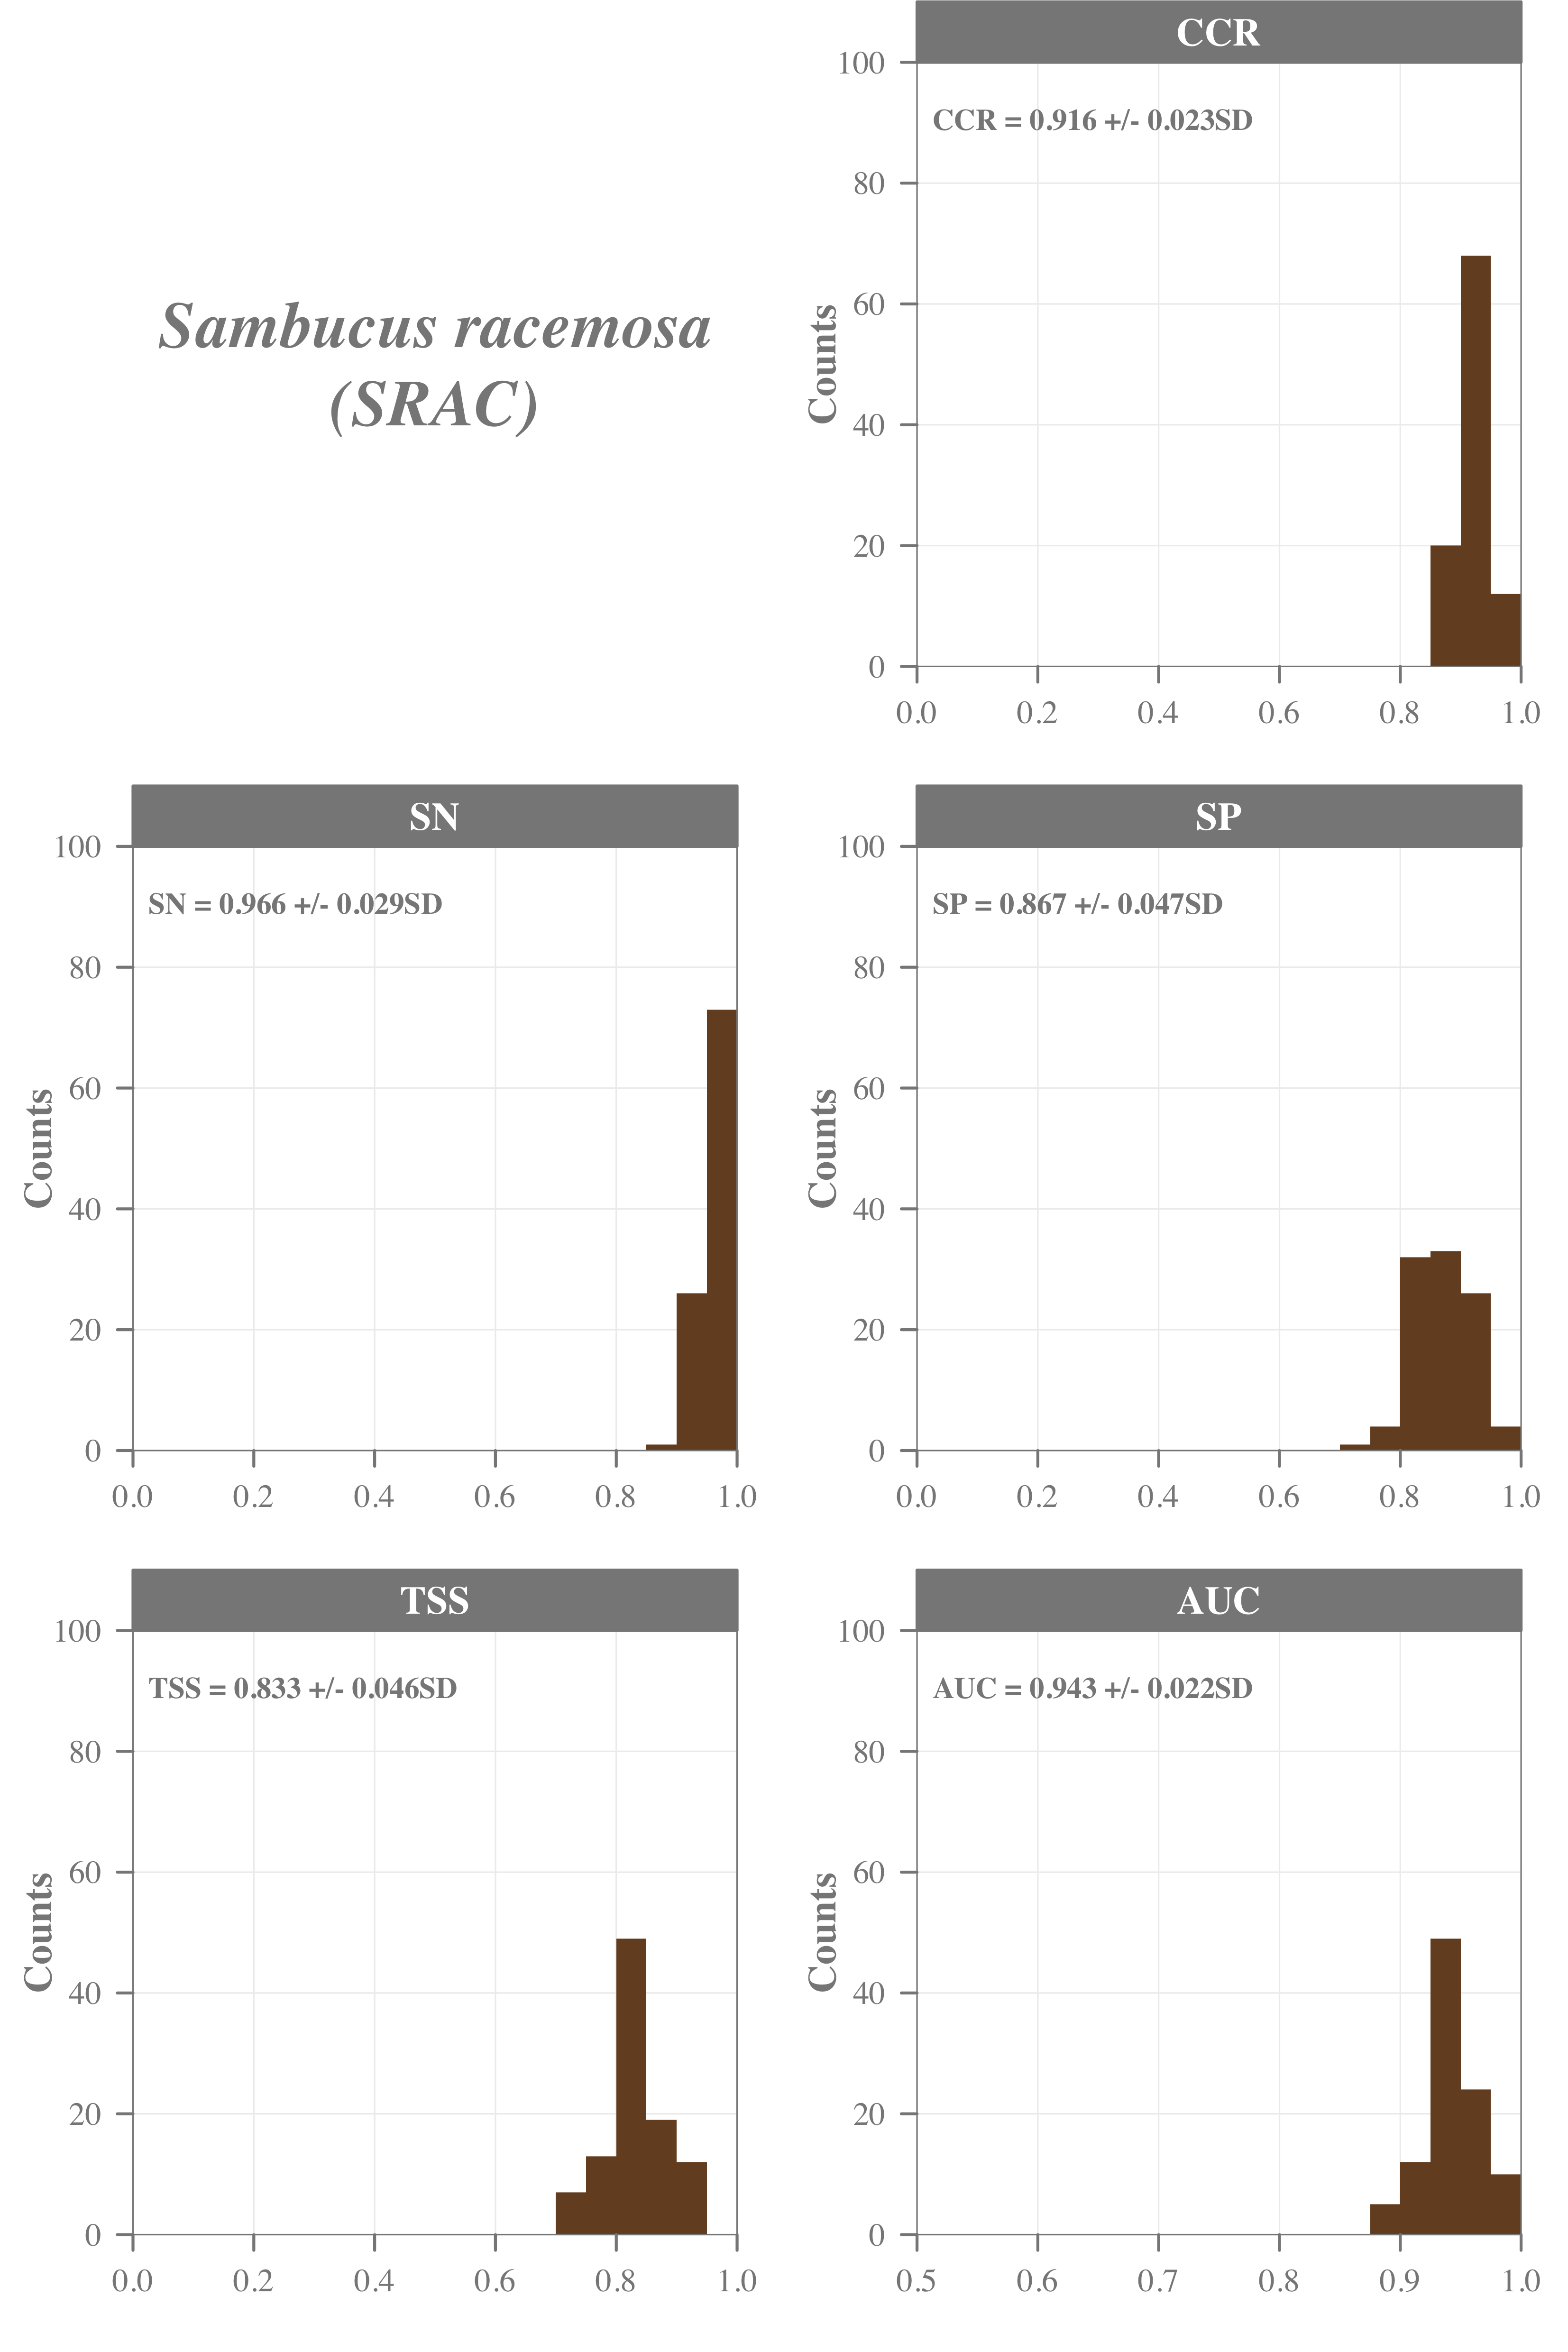 Sambucus racemosa
(SRAC)
CCR
CCR = 0.916 +/- 0.023SD
Counts
100
80
60
40
20
0
0.0 0.2 0.4 0.6 0.8 1.0
SN
SN = 0.966 +/- 0.029SD
Counts
100
80
60
40
20
0
0.0 0.2 0.4 0.6 0.8 1.0
SP
SP = 0.867 +/- 0.047SD
Counts
100
80
60
40
20
0
0.0 0.2 0.4 0.6 0.8 1.0
TSS
TSS = 0.833 +/- 0.046SD
Counts
100
80
60
40
20
0
0.0 0.2 0.4 0.6 0.8 1.0
AUC
AUC = 0.943 +/- 0.022SD
Counts
100
80
60
40
20
0
0.5 0.6 0.7 0.8 0.9 1.0